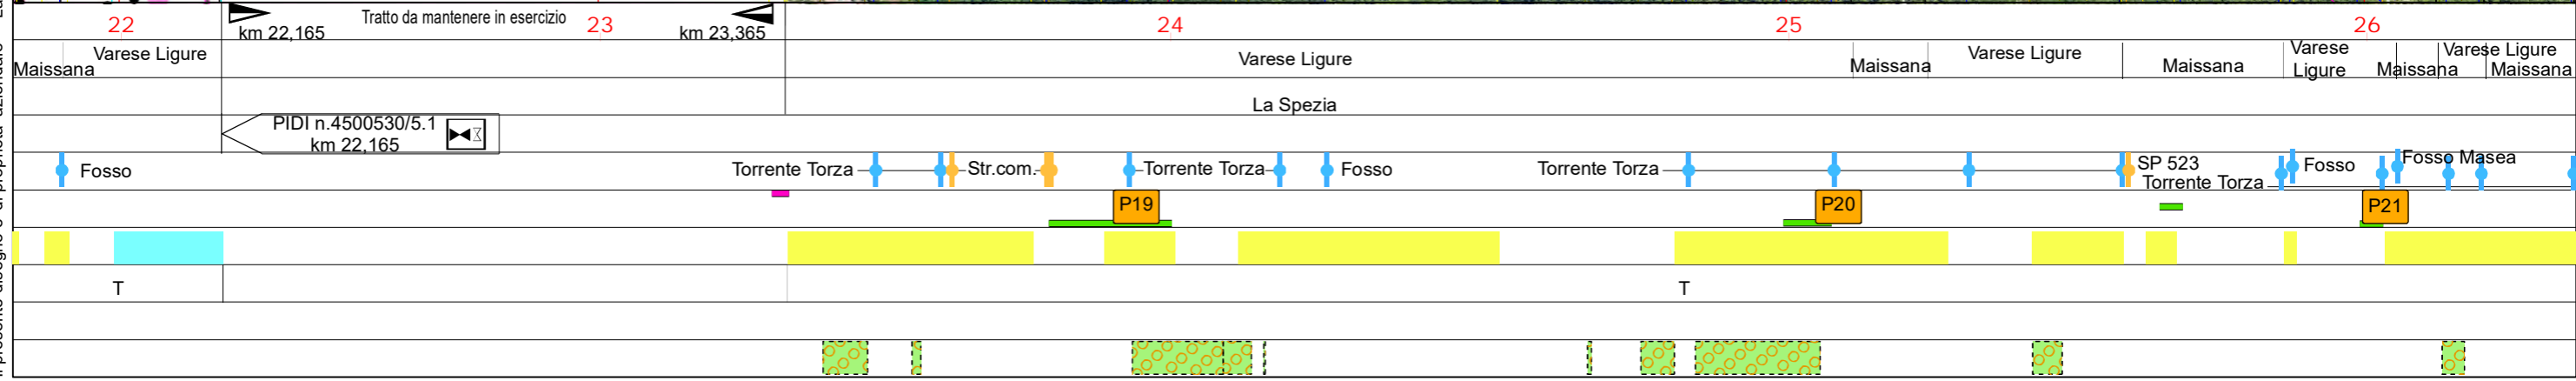 22
Tratto da mantenere in esercizio
km 22,165
23
km 23,365
24
25
26
Maissana
Varese Ligure
Varese Ligure
Maissana
Varese Ligure
Maissana
Varese
Ligure
Maissana
Varese Ligure
Maissana
La Spezia
PIDI n.4500530/5.1
km 22,165
Fosso
Torrente Torza
Str.com.
Torrente Torza
Fosso
Torrente Torza
SP 523
Torrente Torza
Fosso
Fosso Masea
P19
P20
P21
T
T